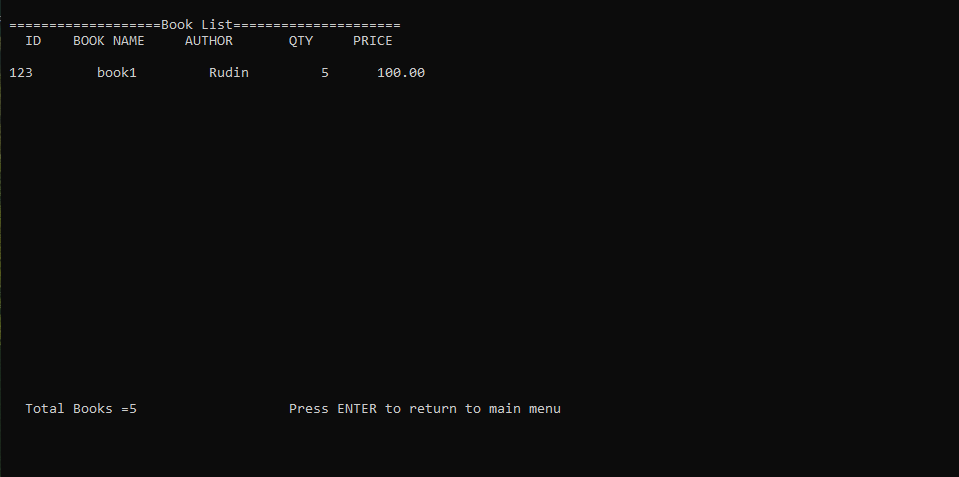 ===================Book List=====================
ID BOOK NAME AUTHOR QTY PRICE
123 book1 Rudin 5 100.00
Total Books =5 Press ENTER to return to main menu